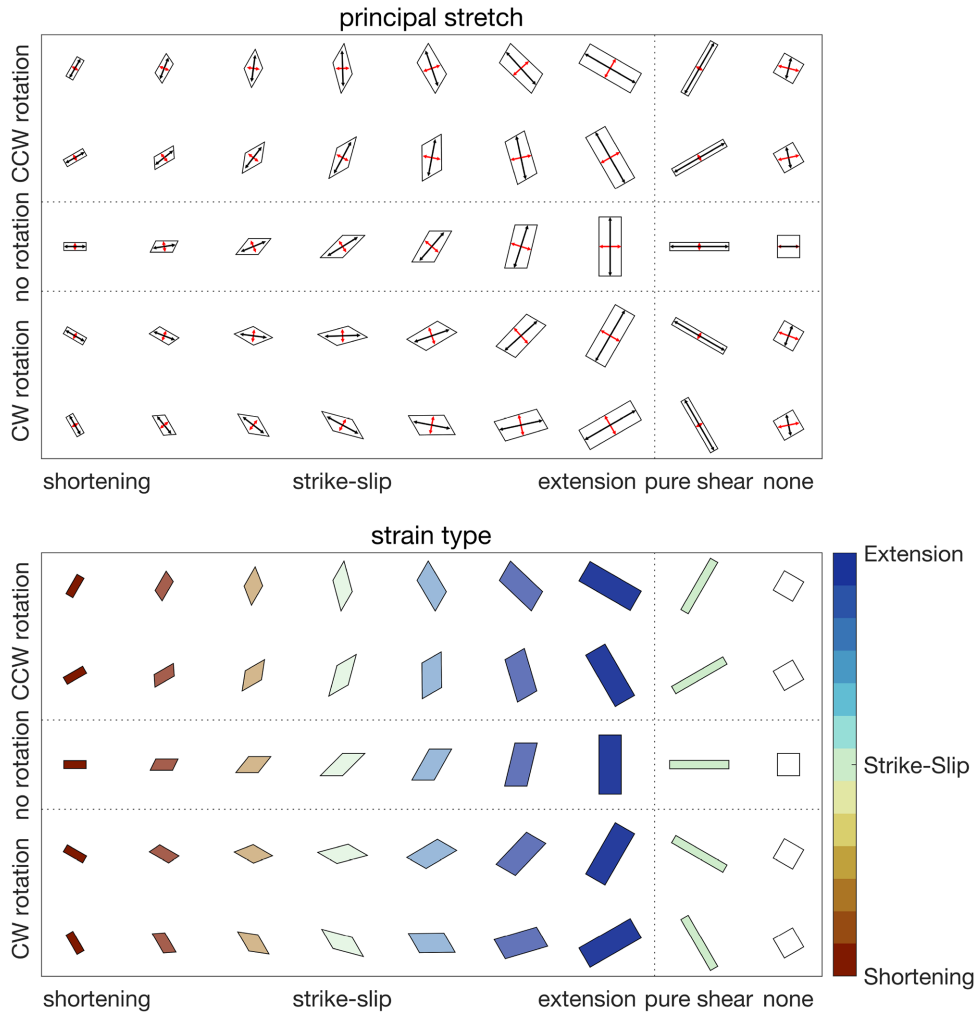 principal stretch
CCW rotation
no rotation
CW rotation
shortening
strike-slip
extension
pure shear
none
strain type
CCW rotation
no rotation
CW rotation
shortening
strike-slip
extension
pure shear
none
Extension
Strike-Slip
Shortening